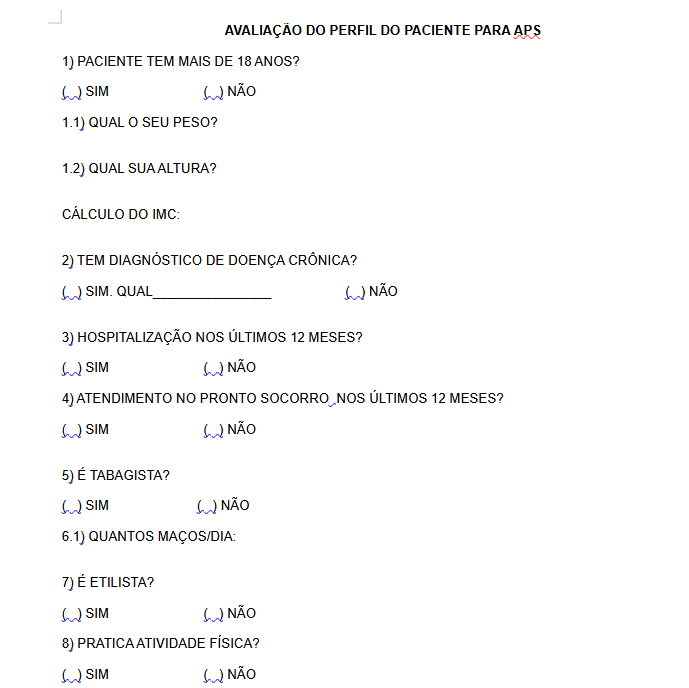 AVALIAÇÃO DO PERFIL DO PACIENTE PARA APS
1) PACIENTE TEM MAIS DE 18 ANOS?
(  ) SIM (  ) NÃO
1.1) QUAL O SEU PESO?
1.2) QUAL SUA ALTURA?
CÁLCULO DO IMC:
2) TEM DIAGNÓSTICO DE DOENÇA CRÔNICA?
(  ) SIM. QUAL________________ (  ) NÃO
3) HOSPITALIZAÇÃO NOS ÚLTIMOS 12 MESES?
(  ) SIM (  ) NÃO
4) ATENDIMENTO NO PRONTO SOCORRO NOS ÚLTIMOS 12 MESES?
(  ) SIM (  ) NÃO
5) É TABAGISTA?
(  ) SIM (  ) NÃO
6.1) QUANTOS MAÇOS/DIA:
7) É ETILISTA?
(  ) SIM (  ) NÃO
8) PRATICA ATIVIDADE FÍSICA?
(  ) SIM (  ) NÃO